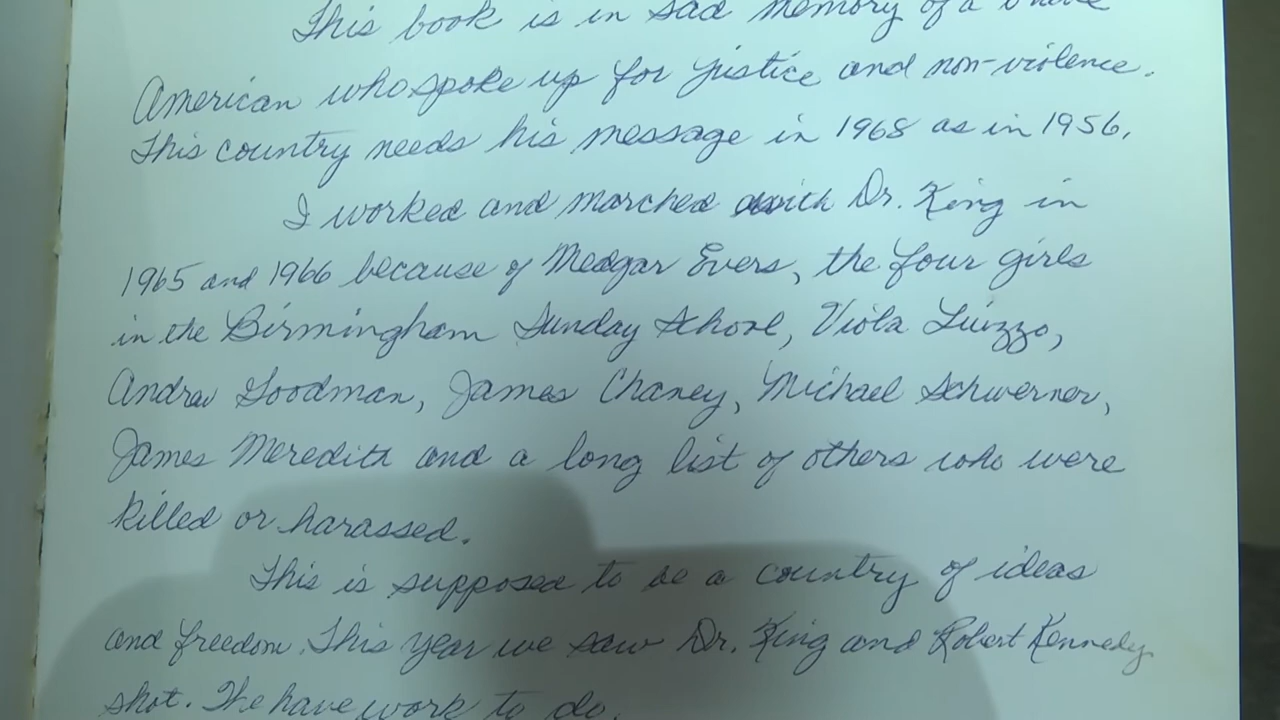 This book is in sad memory of a
American who spoke up for justice and non-violence.
This country needs his message in 1968 as in 1956.
I worked and marched with Dr. King in
1965 and 1966 because of Medgar Evers, the four girls
in the Birmingham Sunday School, Viola Liuzzo,
Andrew Goodman, James Chaney, Michael Schwerner,
James Meredith and a long list of others who were
killed or harassed.
This is supposed to be a country of ideas
and freedom. This year we saw Dr. King and Robert Kennedy
shot. We have work to do.